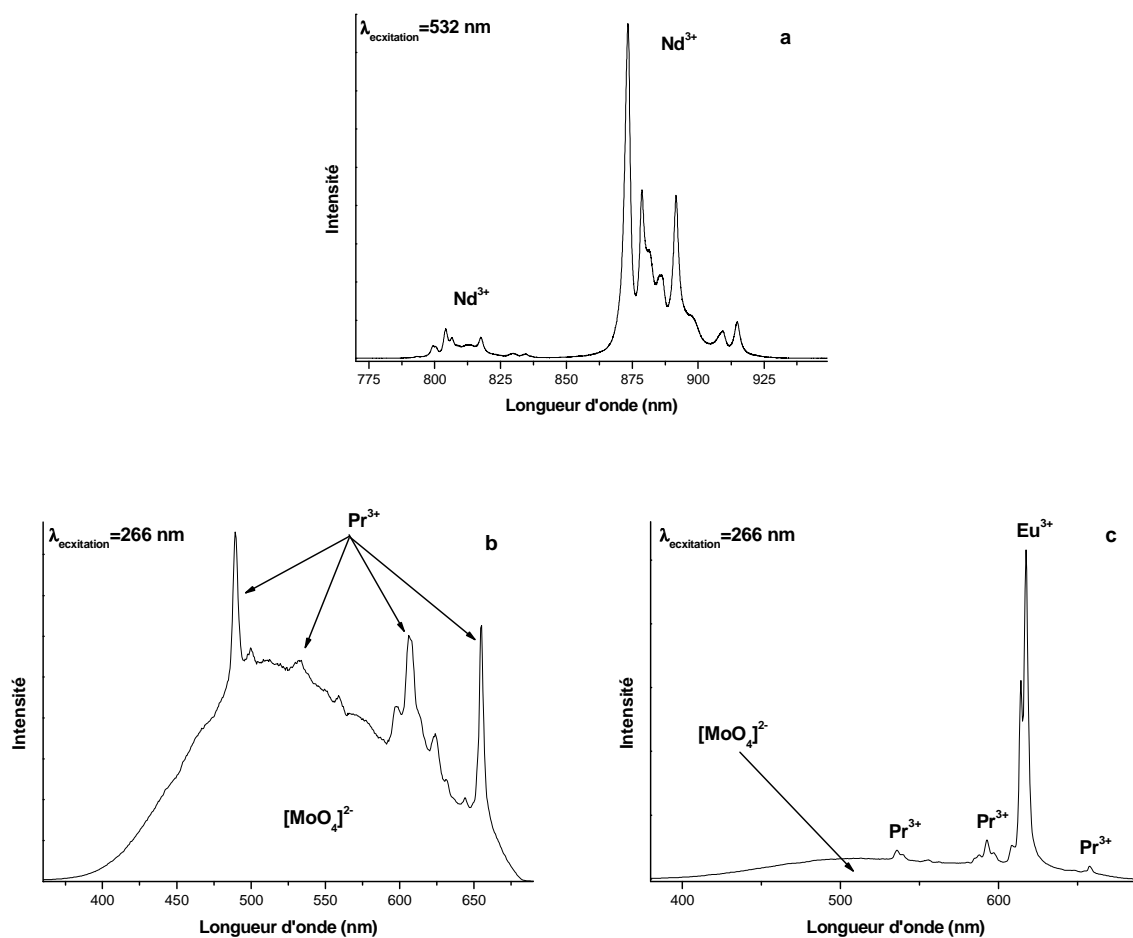 λecxitation=532 nm
a
Nd3+
Nd3+
Intensité
775 800 825 850 875 900 925
Longueur d'onde (nm)
λecxitation=266 nm
Pr3+
b
[MoO4]2-
Intensité
400 450 500 550 600 650
Longueur d'onde (nm)
λecxitation=266 nm
Eu3+
c
[MoO4]2-
Pr3+
Pr3+
Pr3+
Intensité
400 500 600
Longueur d'onde (nm)